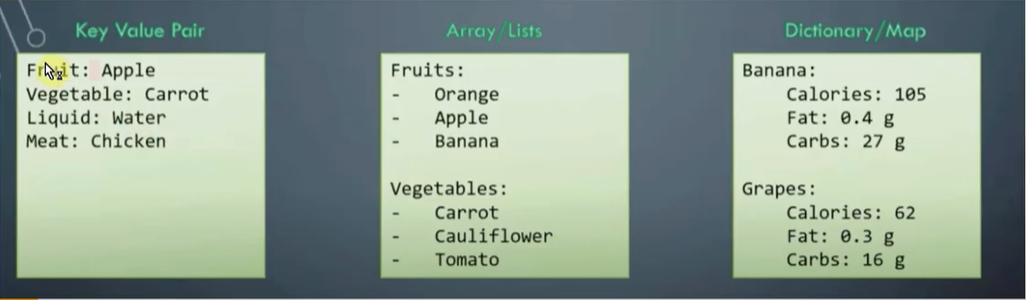 Key Value Pair
Fruit: Apple
Vegetable: Carrot
Liquid: Water
Meat: Chicken
Array/Lists
Fruits:
- Orange
- Apple
- Banana
Vegetables:
- Carrot
- Cauliflower
- Tomato
Dictionary/Map
Banana:
Calories: 105
Fat: 0.4 g
Carbs: 27 g
Grapes:
Calories: 62
Fat: 0.3 g
Carbs: 16 g